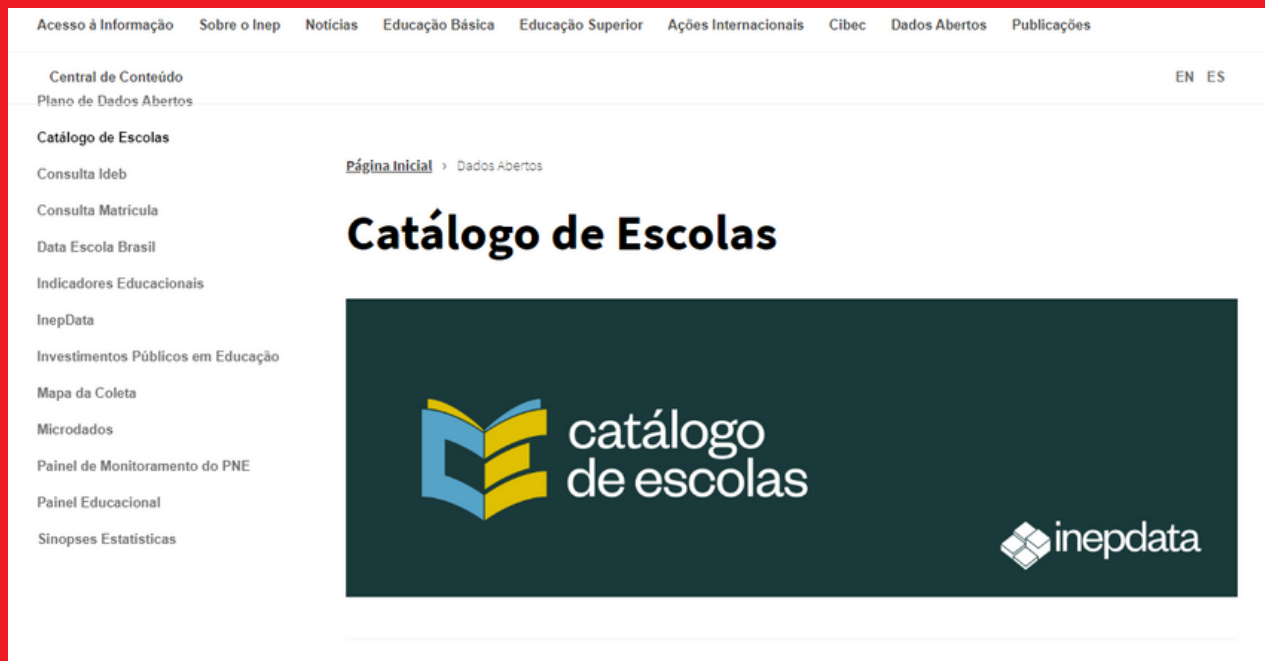 Acesso à Informação Sobre o Inep Notícias Educação Básica Educação Superior Ações Internacionais Cibec Dados Abertos Publicações
Central de Conteúdo EN ES
Plano de Dados Abertos
Catálogo de Escolas
Consulta Ideb
Consulta Matrícula
Data Escola Brasil
Indicadores Educacionais
InepData
Investimentos Públicos em Educação
Mapa da Coleta
Microdados
Painel de Monitoramento do PNE
Painel Educacional
Sinopses Estatísticas
Página Inicial > Dados Abertos
Catálogo de Escolas
catálogo
de escolas
inepdata